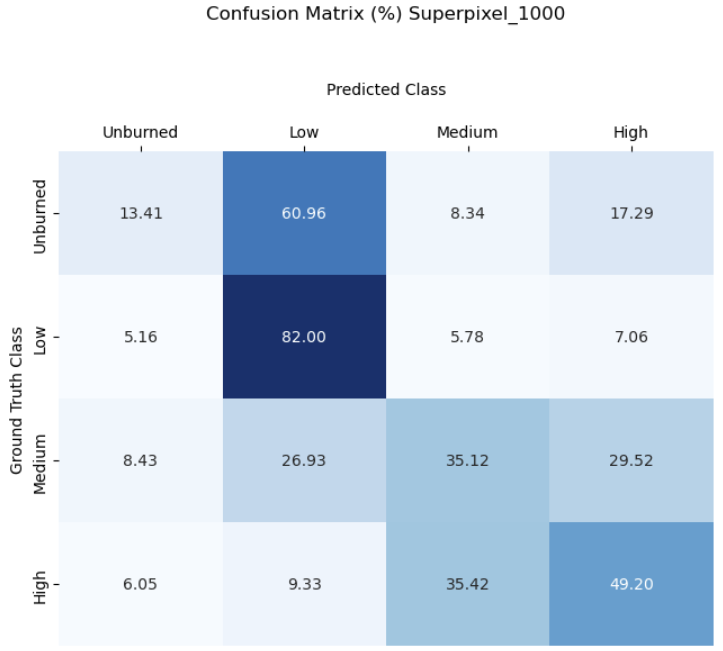 Confusion Matrix (%) Superpixel_1000
Predicted Class
Unburned Low Medium High
Ground Truth Class
Unburned 13.41 60.96 8.34 17.29
Low 5.16 82.00 5.78 7.06
Medium 8.43 26.93 35.12 29.52
High 6.05 9.33 35.42 49.20